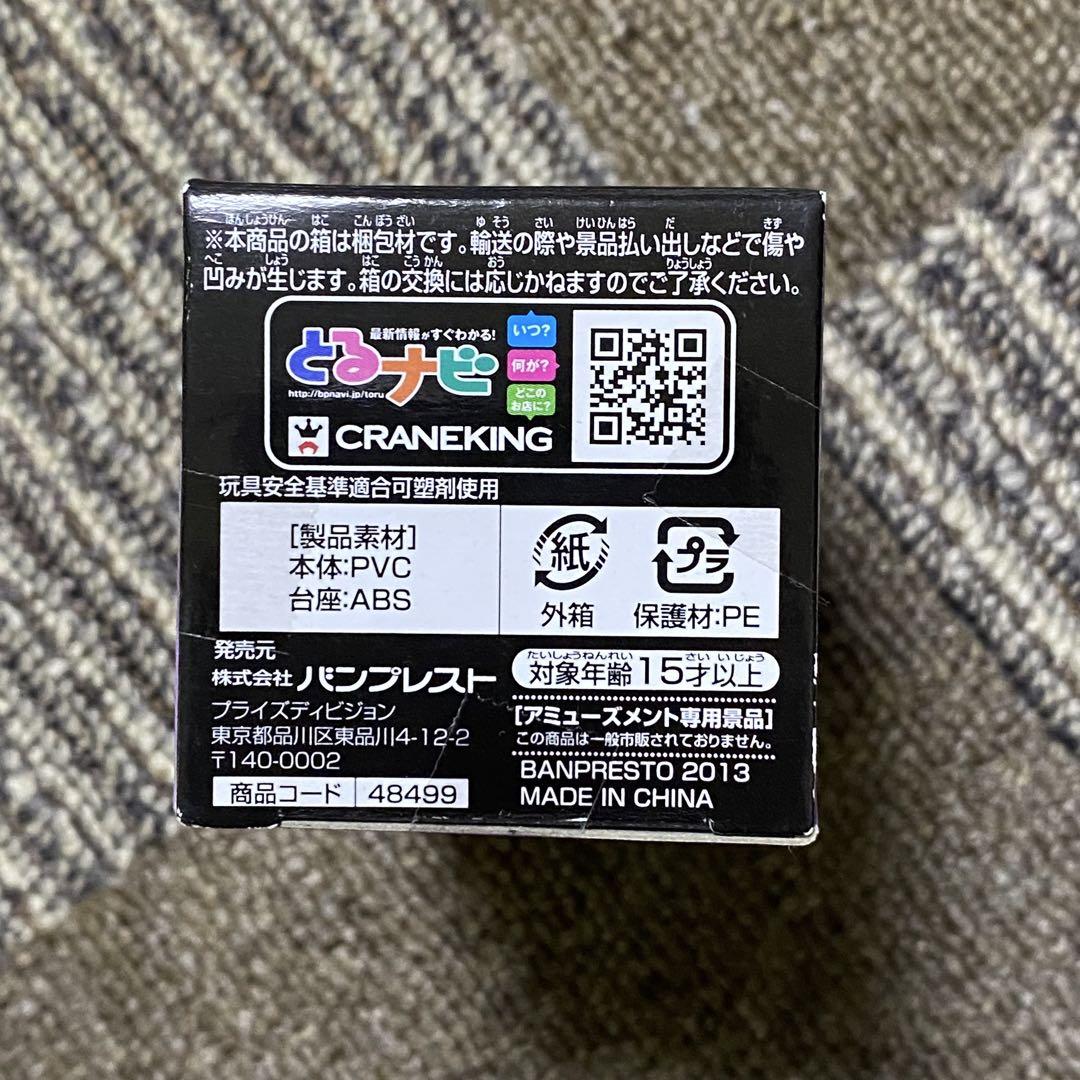 ※本商品の箱は梱包材です。輸送の際や景品払い出しなどで傷や
凹みが生じます。箱の交換には応じかねますのでご了承ください。
最新情報がすぐわかる!
とるナビ
http://bpnavi.jp/toru
いつ?
何が?
どこの
お店に?
CRANEKING
玩具安全基準適合可塑剤使用
[製品素材]
本体:PVC
台座:ABS
紙
外箱
プラ
保護材:PE
発売元
株式会社 バンプレスト
プライズディビジョン
東京都品川区東品川4-12-2
〒140-0002
商品コード 48499
対象年齢15才以上
[アミューズメント専用景品]
この商品は一般市販されておりません。
BANPRESTO 2013
MADE IN CHINA